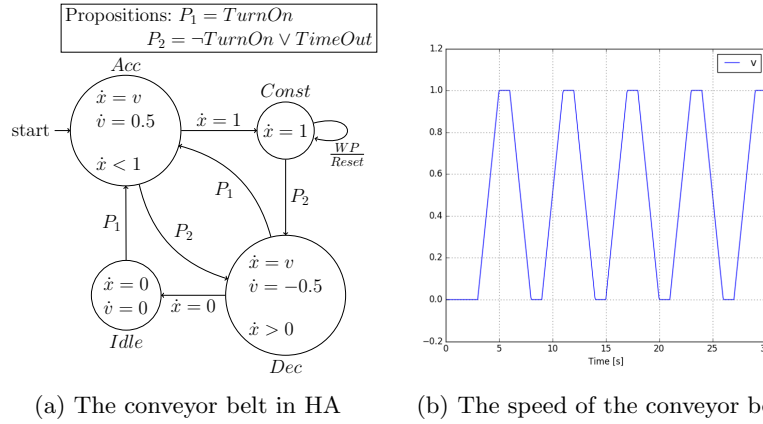 Propositions: P₁ = TurnOn
P₂ = ¬TurnOn ∨ TimeOut
Acc
ẋ = v
v̇ = 0.5
ẋ < 1
start
ẋ = 1
Const
ẋ = 1
WP
Reset
P₁
P₂
P₂
P₁
ẋ = 0
v̇ = 0
Idle
ẋ = 0
ẋ = v
v̇ = −0.5
ẋ > 0
Dec
(a) The conveyor belt in HA
1.2
1.0
0.8
0.6
0.4
0.2
0.0
−0.2
v
0 5 10 15 20 25 3
Time [s]
(b) The speed of the conveyor be